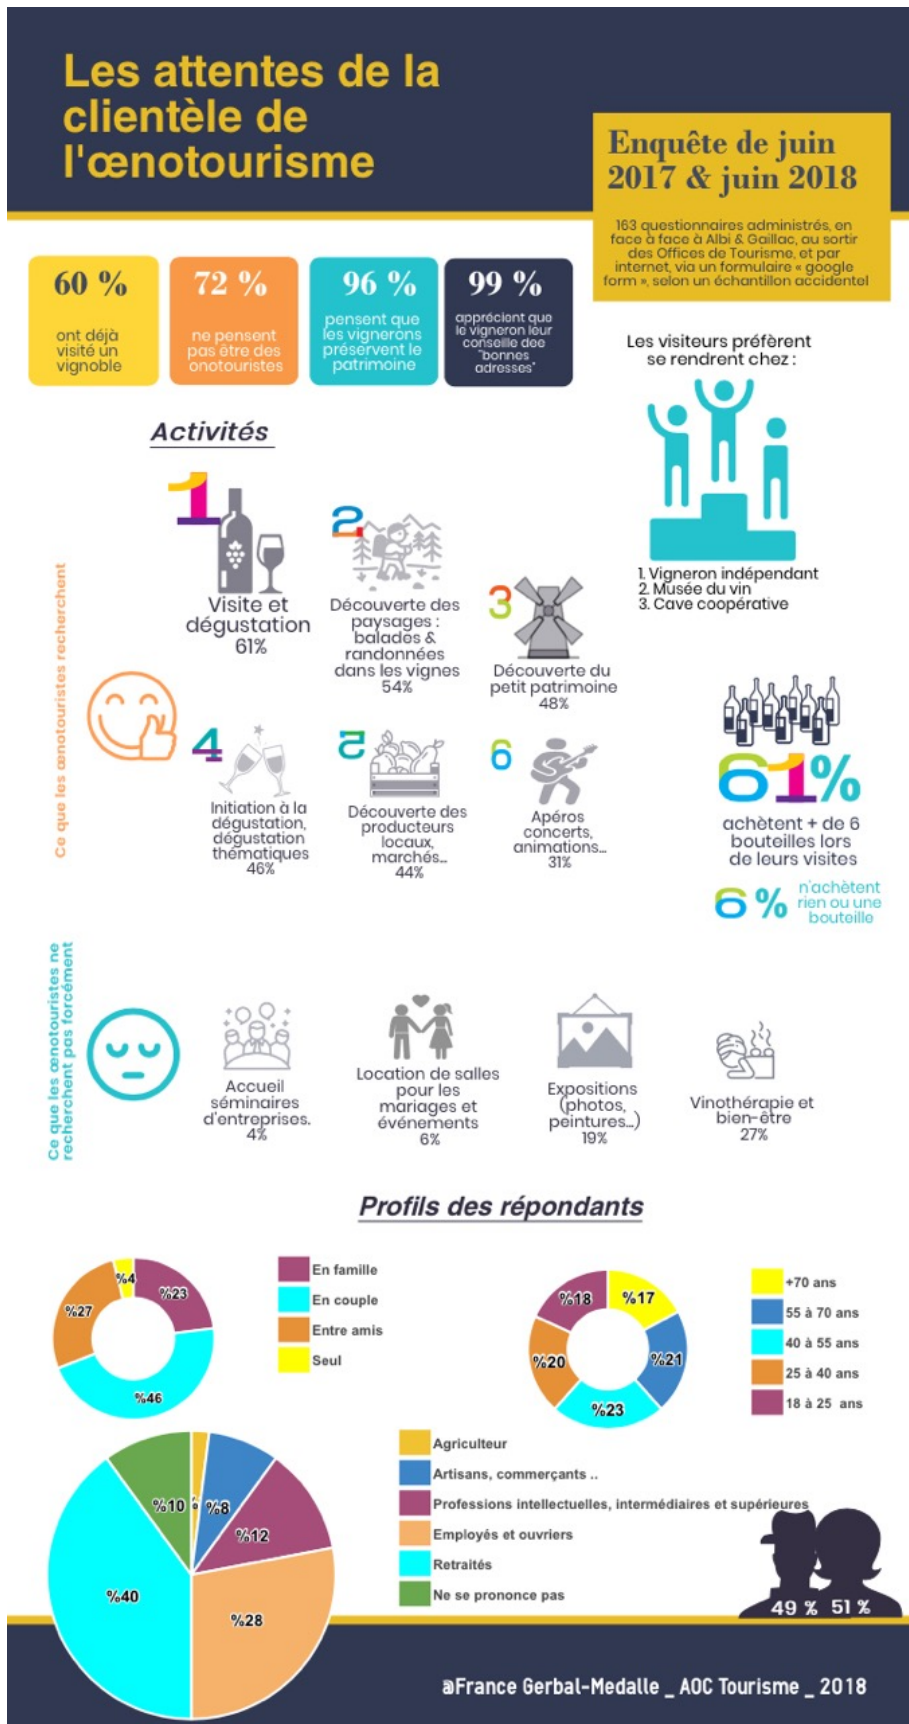 Les attentes de la
clientèle de
l'œnotourisme
Enquête de juin
2017 & juin 2018
163 questionnaires administrés, en
face à face à Albi & Gaillac, au sortir
des Offices de Tourisme, et par
internet, via un formulaire « google
form », selon un échantillon accidentel
60 %
ont déjà
visité un
vignoble
72 %
ne pensent
pas être des
onotouristes
96 %
pensent que
les vignerons
préservent le
patrimoine
99 %
apprécient que
le vigneron leur
conseille dee
"bonnes
adresses"
Les visiteurs préfèrent
se rendrent chez :
1. Vigneron indépendant
2. Musée du vin
3. Cave coopérative
Activités
Ce que les œnotouristes recherchent
1
Visite et
dégustation
61%
2
Découverte des
paysages :
balades &
randonnées
dans les vignes
54%
3
Découverte du
petit patrimoine
48%
4
Initiation à la
dégustation,
dégustation
thématiques
46%
5
Découverte des
producteurs
locaux,
marchés...
44%
6
Apéros
concerts,
animations...
31%
61%
achètent + de 6
bouteilles lors
de leurs visites
6 %
n'achètent
rien ou une
bouteille
Ce que les œnotouristes ne
recherchent pas forcément
Accueil
séminaires
d'entreprises.
4%
Location de salles
pour les
mariages et
événements
6%
Expositions
(photos,
peintures...)
19%
Vinothérapie et
bien-être
27%
Profils des répondants
%4
%23
%27
%46
En famille
En couple
Entre amis
Seul
%18
%17
%20
%21
%23
+70 ans
55 à 70 ans
40 à 55 ans
25 à 40 ans
18 à 25 ans
%10
%
%8
%12
%40
%28
Agriculteur
Artisans, commerçants ..
Professions intellectuelles, intermédiaires et supérieures
Employés et ouvriers
Retraités
Ne se prononce pas
49 % 51 %
@France Gerbal-Medalle _ AOC Tourisme _ 2018